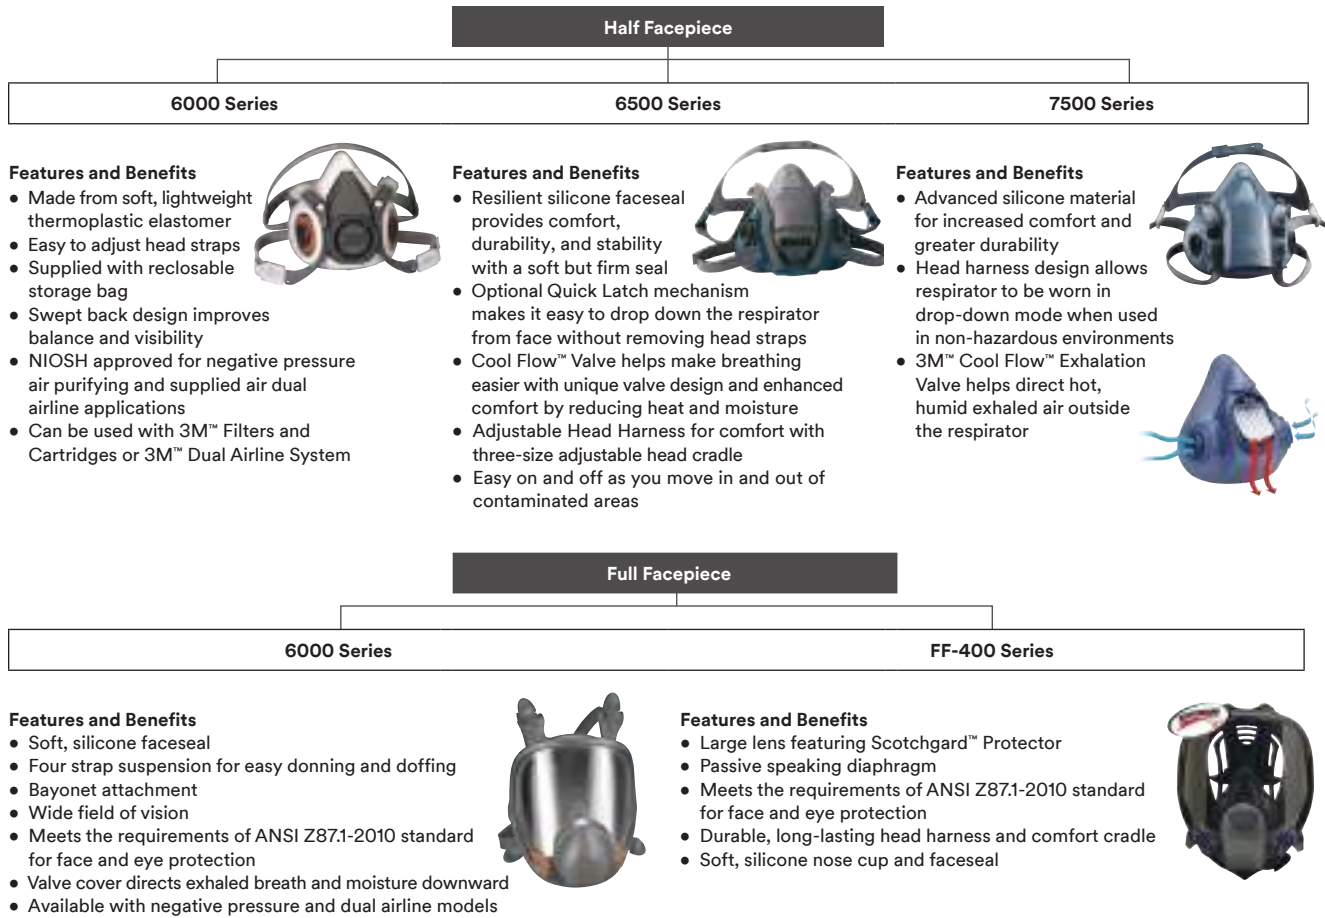 Half Facepiece
6000 Series
6500 Series
7500 Series
Features and Benefits
● Made from soft, lightweight
thermoplastic elastomer
● Easy to adjust head straps
● Supplied with reclosable
storage bag
● Swept back design improves
balance and visibility
● NIOSH approved for negative pressure
air purifying and supplied air dual
airline applications
● Can be used with 3M™ Filters and
Cartridges or 3M™ Dual Airline System
Features and Benefits
● Resilient silicone faceseal
provides comfort,
durability, and stability
with a soft but firm seal
● Optional Quick Latch mechanism
makes it easy to drop down the respirator
from face without removing head straps
● Cool Flow™ Valve helps make breathing
easier with unique valve design and enhanced
comfort by reducing heat and moisture
● Adjustable Head Harness for comfort with
three-size adjustable head cradle
● Easy on and off as you move in and out of
contaminated areas
Features and Benefits
● Advanced silicone material
for increased comfort and
greater durability
● Head harness design allows
respirator to be worn in
drop-down mode when used
in non-hazardous environments
● 3M™ Cool Flow™ Exhalation
Valve helps direct hot,
humid exhaled air outside
the respirator
Full Facepiece
6000 Series
FF-400 Series
Features and Benefits
● Soft, silicone faceseal
● Four strap suspension for easy donning and doffing
● Bayonet attachment
● Wide field of vision
● Meets the requirements of ANSI Z87.1-2010 standard
for face and eye protection
● Valve cover directs exhaled breath and moisture downward
● Available with negative pressure and dual airline models
Features and Benefits
● Large lens featuring Scotchgard™ Protector
● Passive speaking diaphragm
● Meets the requirements of ANSI Z87.1-2010 standard
for face and eye protection
● Durable, long-lasting head harness and comfort cradle
● Soft, silicone nose cup and faceseal